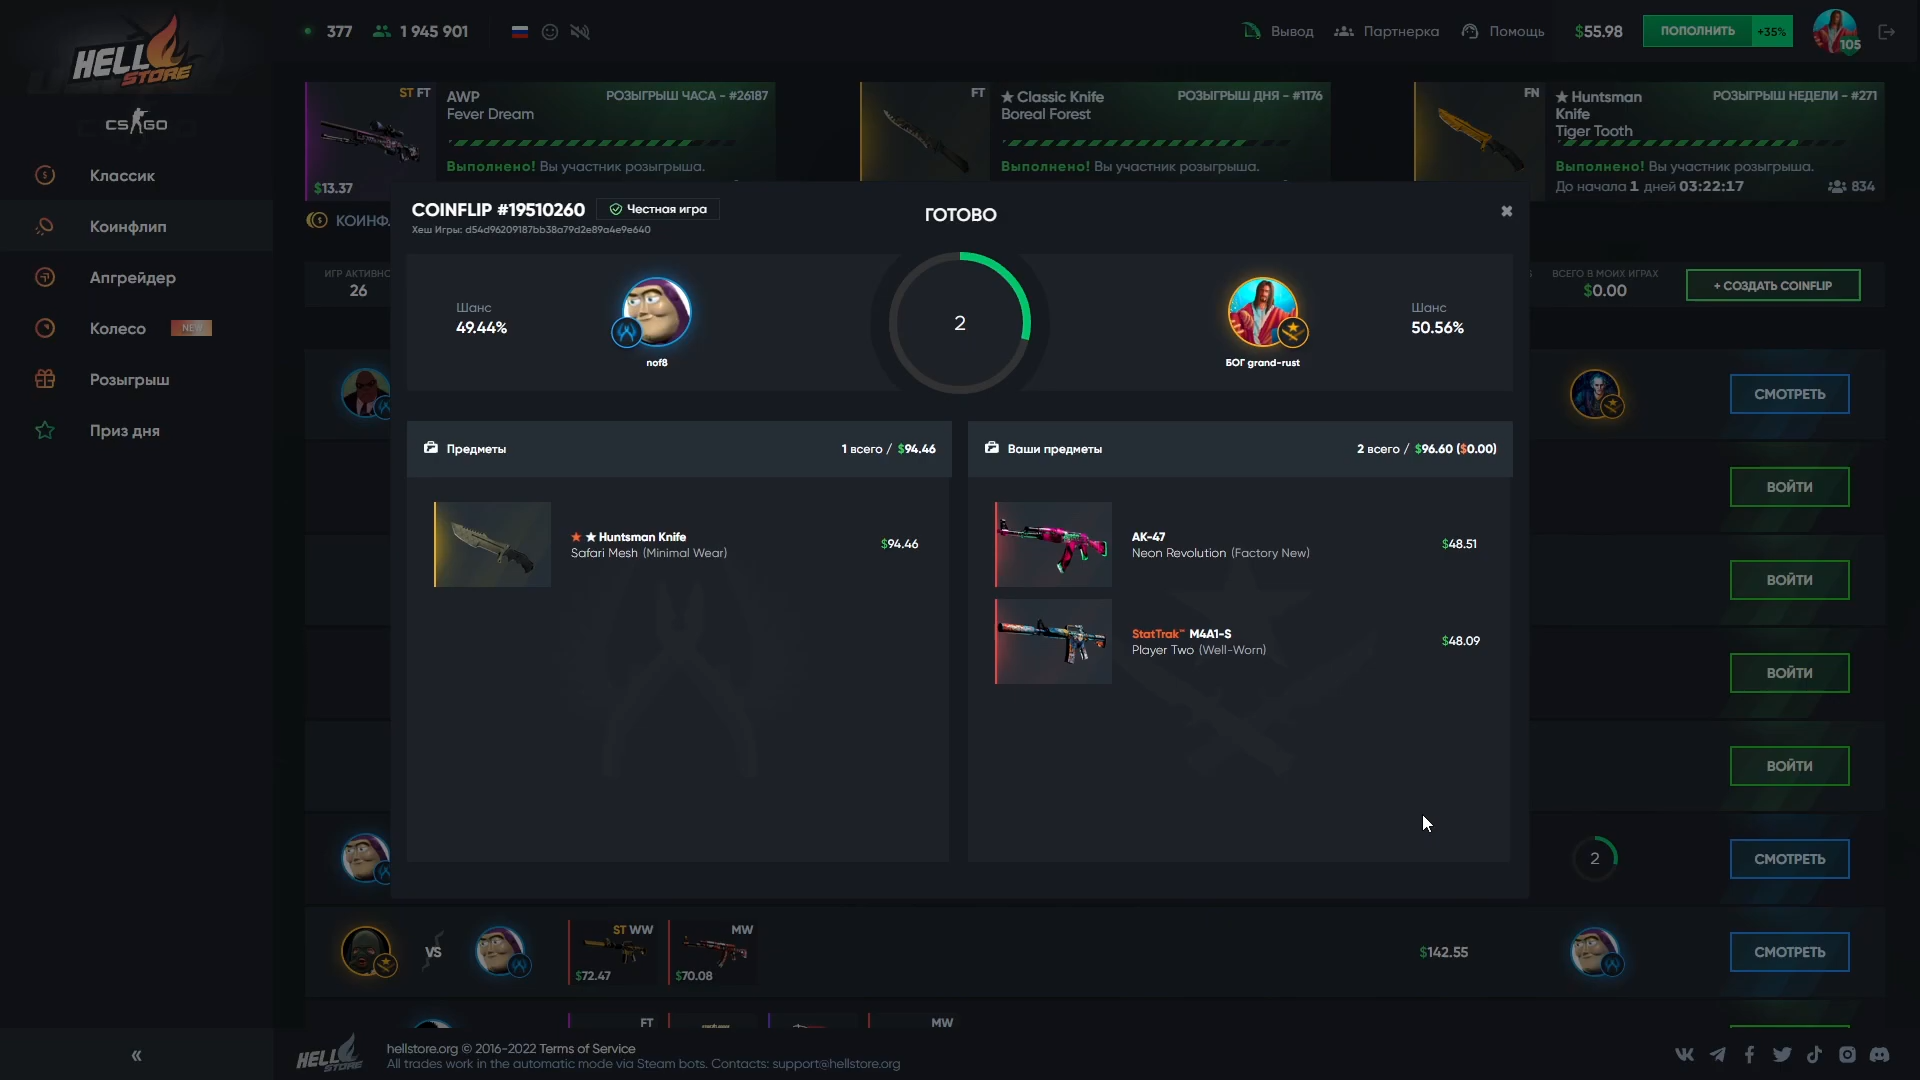 HELL STORE
377
1 945 901
Вывод
Партнерка
Помощь
$55.98
ПОПОЛНИТЬ
+35%
105
CS GO
Классик
Коинфлип
Апгрейдер
Колесо
NEW
Розыгрыш
Приз дня
ST FT
$13.37
AWP
Fever Dream
РОЗЫГРЫШ ЧАСА - #26187
Выполнено! Вы участник розыгрыша.
FT
★ Classic Knife
Boreal Forest
РОЗЫГРЫШ ДНЯ - #1176
Выполнено! Вы участник розыгрыша.
FN
★ Huntsman
Knife
Tiger Tooth
РОЗЫГРЫШ НЕДЕЛИ - #271
Выполнено! Вы участник розыгрыша.
До начала 1 дней 03:22:17
834
КОИНФЛ
ИГР АКТИВНО
26
ВСЕГО В МОИХ ИГРАХ
$0.00
+ СОЗДАТЬ COINFLIP
COINFLIP #19510260
Честная игра
Хеш Игры: d54d96209187bb38a79d2e89a4e9e640
ГОТОВО
✖
Шанс
49.44%
nof8
2
БОГ grand-rust
Шанс
50.56%
Предметы
1 всего / $94.46
★ ★ Huntsman Knife
Safari Mesh (Minimal Wear)
$94.46
Ваши предметы
2 всего / $96.60 ($0.00)
AK-47
Neon Revolution (Factory New)
$48.51
StatTrak™ M4A1-S
Player Two (Well-Worn)
$48.09
СМОТРЕТЬ
ВОЙТИ
ВОЙТИ
ВОЙТИ
ВОЙТИ
2
СМОТРЕТЬ
VS
ST WW
$72.47
MW
$70.08
$142.55
СМОТРЕТЬ
FT
MW
«
HELL STORE
hellstore.org © 2016-2022 Terms of Service
All trades work in the automatic mode via Steam bots. Contacts: support@hellstore.org